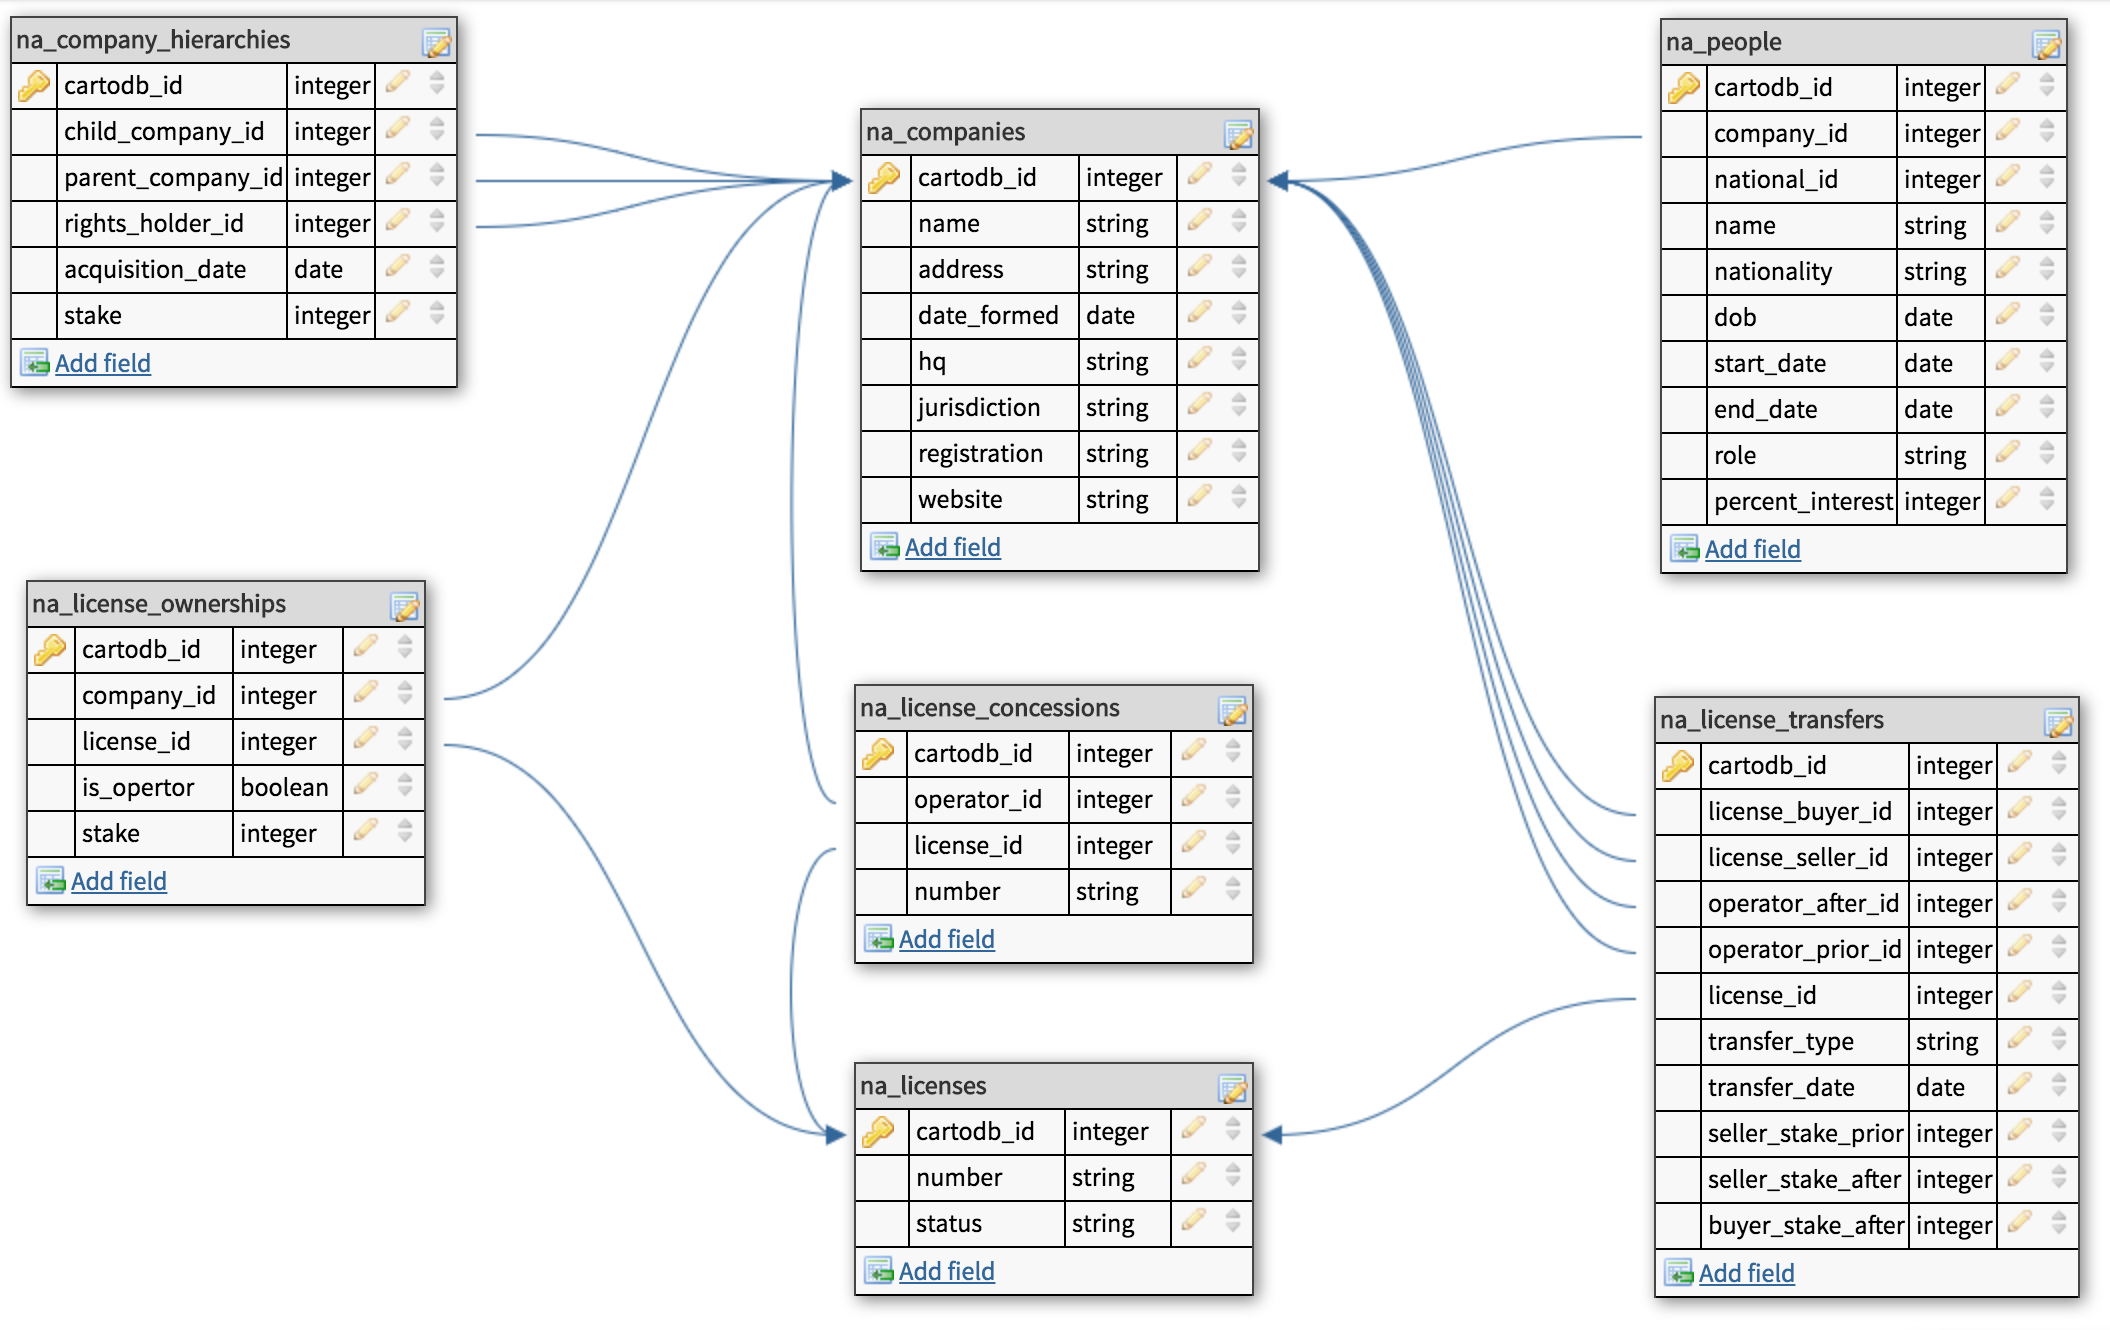 na_company_hierarchies
cartodb_id integer
child_company_id integer
parent_company_id integer
rights_holder_id integer
acquisition_date date
stake integer
Add field
na_companies
cartodb_id integer
name string
address string
date_formed date
hq string
jurisdiction string
registration string
website string
Add field
na_people
cartodb_id integer
company_id integer
national_id integer
name string
nationality string
dob date
start_date date
end_date date
role string
percent_interest integer
Add field
na_license_ownerships
cartodb_id integer
company_id integer
license_id integer
is_opertor boolean
stake integer
Add field
na_license_concessions
cartodb_id integer
operator_id integer
license_id integer
number string
Add field
na_licenses
cartodb_id integer
number string
status string
Add field
na_license_transfers
cartodb_id integer
license_buyer_id integer
license_seller_id integer
operator_after_id integer
operator_prior_id integer
license_id integer
transfer_type string
transfer_date date
seller_stake_prior integer
seller_stake_after integer
buyer_stake_after integer
Add field